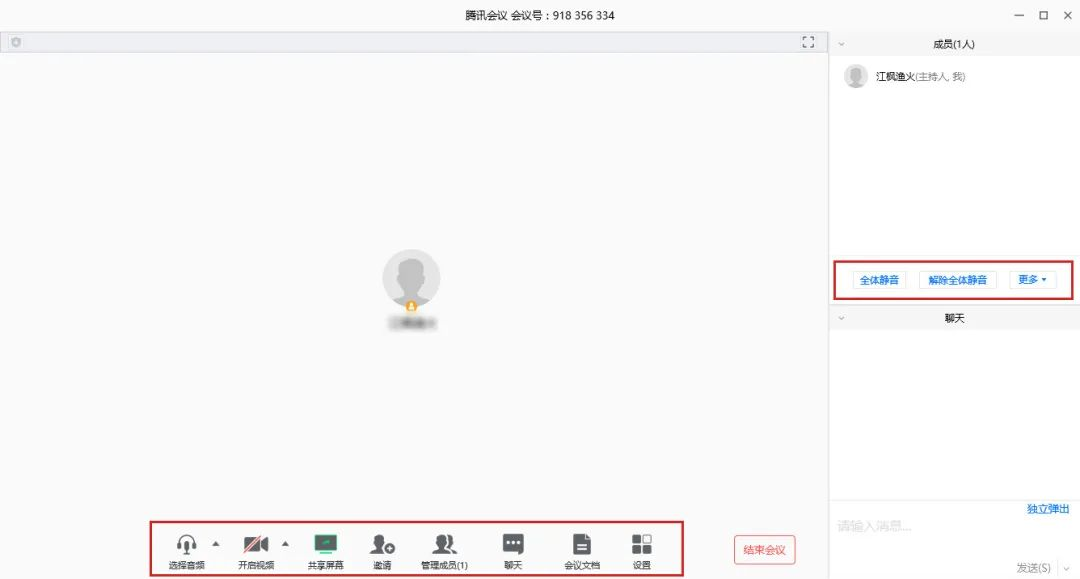 腾讯会议 会议号：918 356 334
成员(1人)
江枫渔火(主持人, 我)
全体静音 解除全体静音 更多
聊天
独立弹出
请输入消息...
发送(S)
选择音频 开启视频 共享屏幕 邀请 管理成员(1) 聊天 会议文档 设置
结束会议